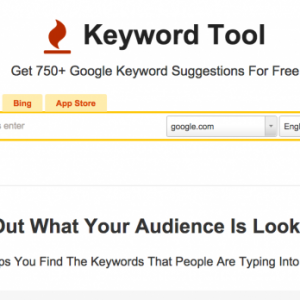 Keyword Tool
Get 750+ Google Keyword Suggestions For Free
Bing App Store
enter google.com Engl
Out What Your Audience Is Look
ps You Find The Keywords That People Are Typing Into